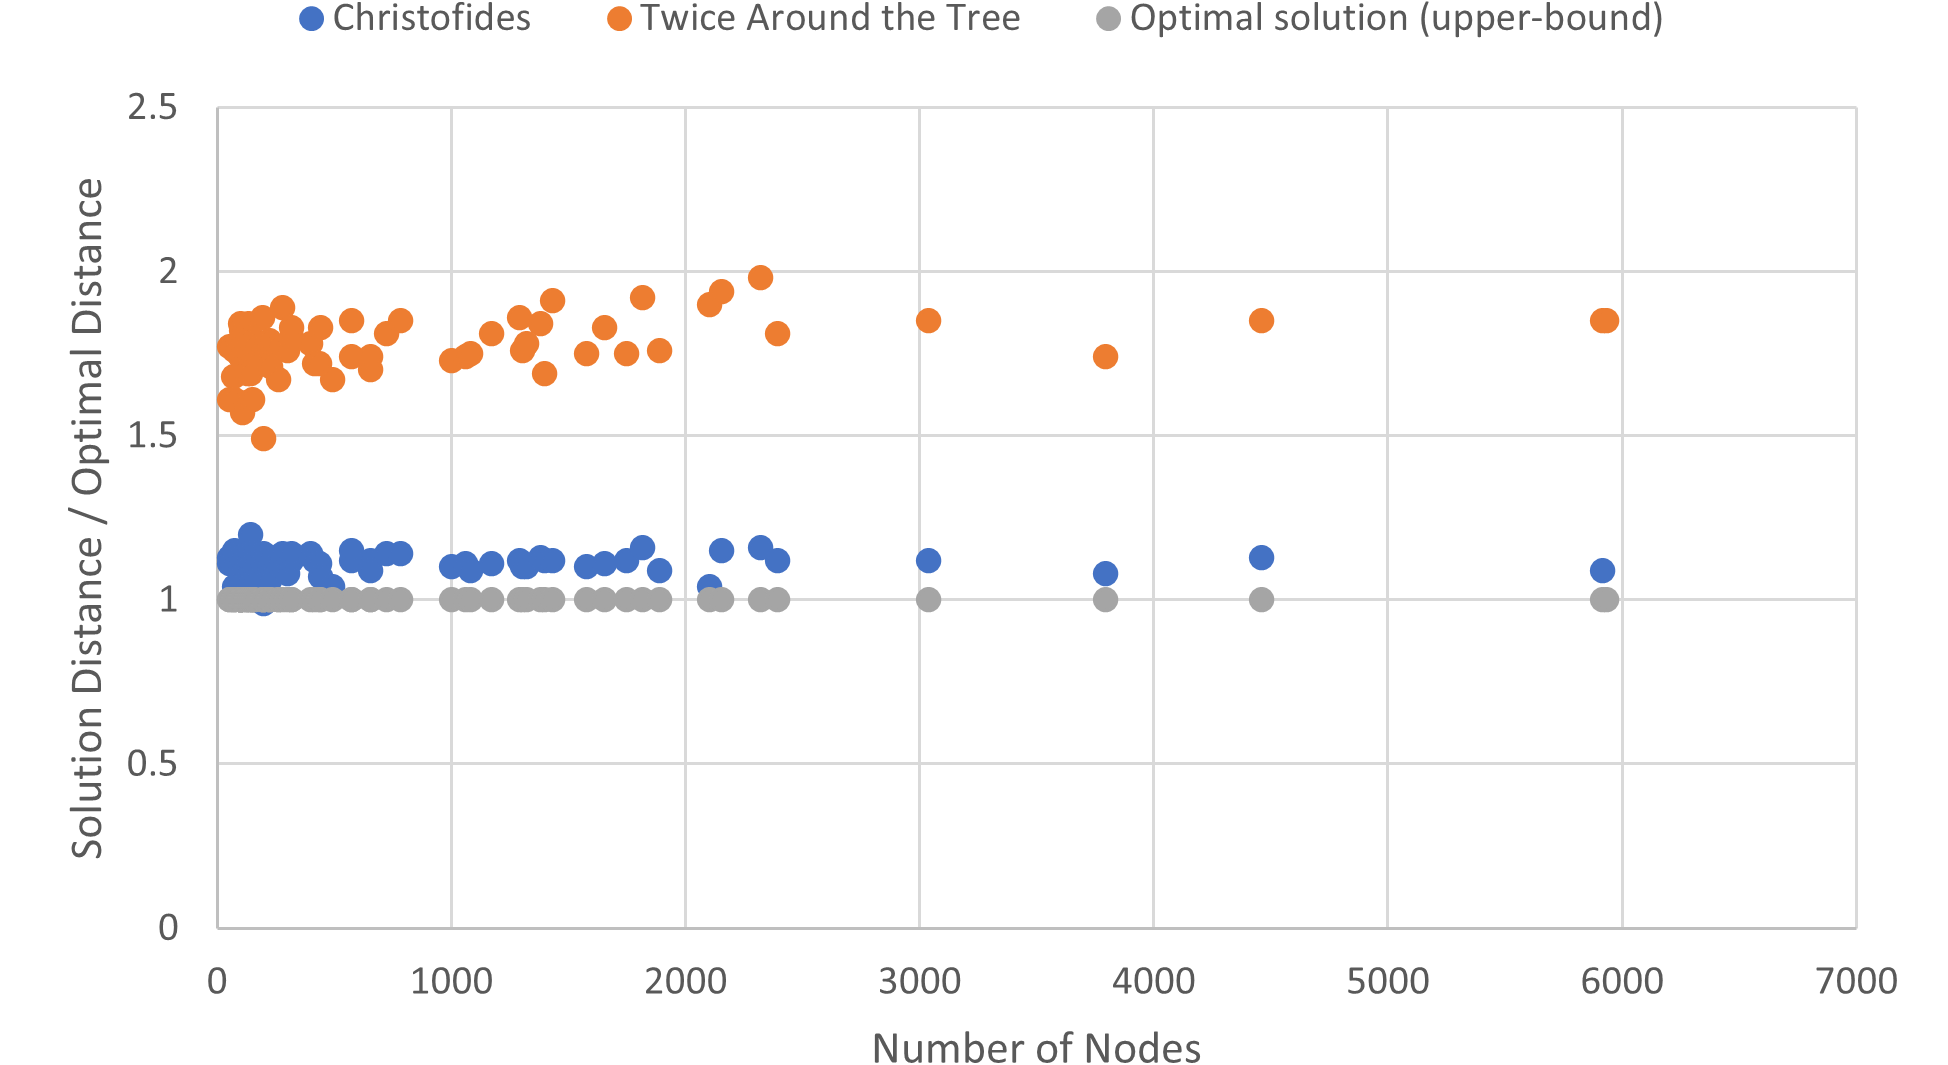 Christofides Twice Around the Tree Optimal solution (upper-bound)
2.5
2
1.5
1
0.5
0
Solution Distance / Optimal Distance
0 1000 2000 3000 4000 5000 6000 7000
Number of Nodes